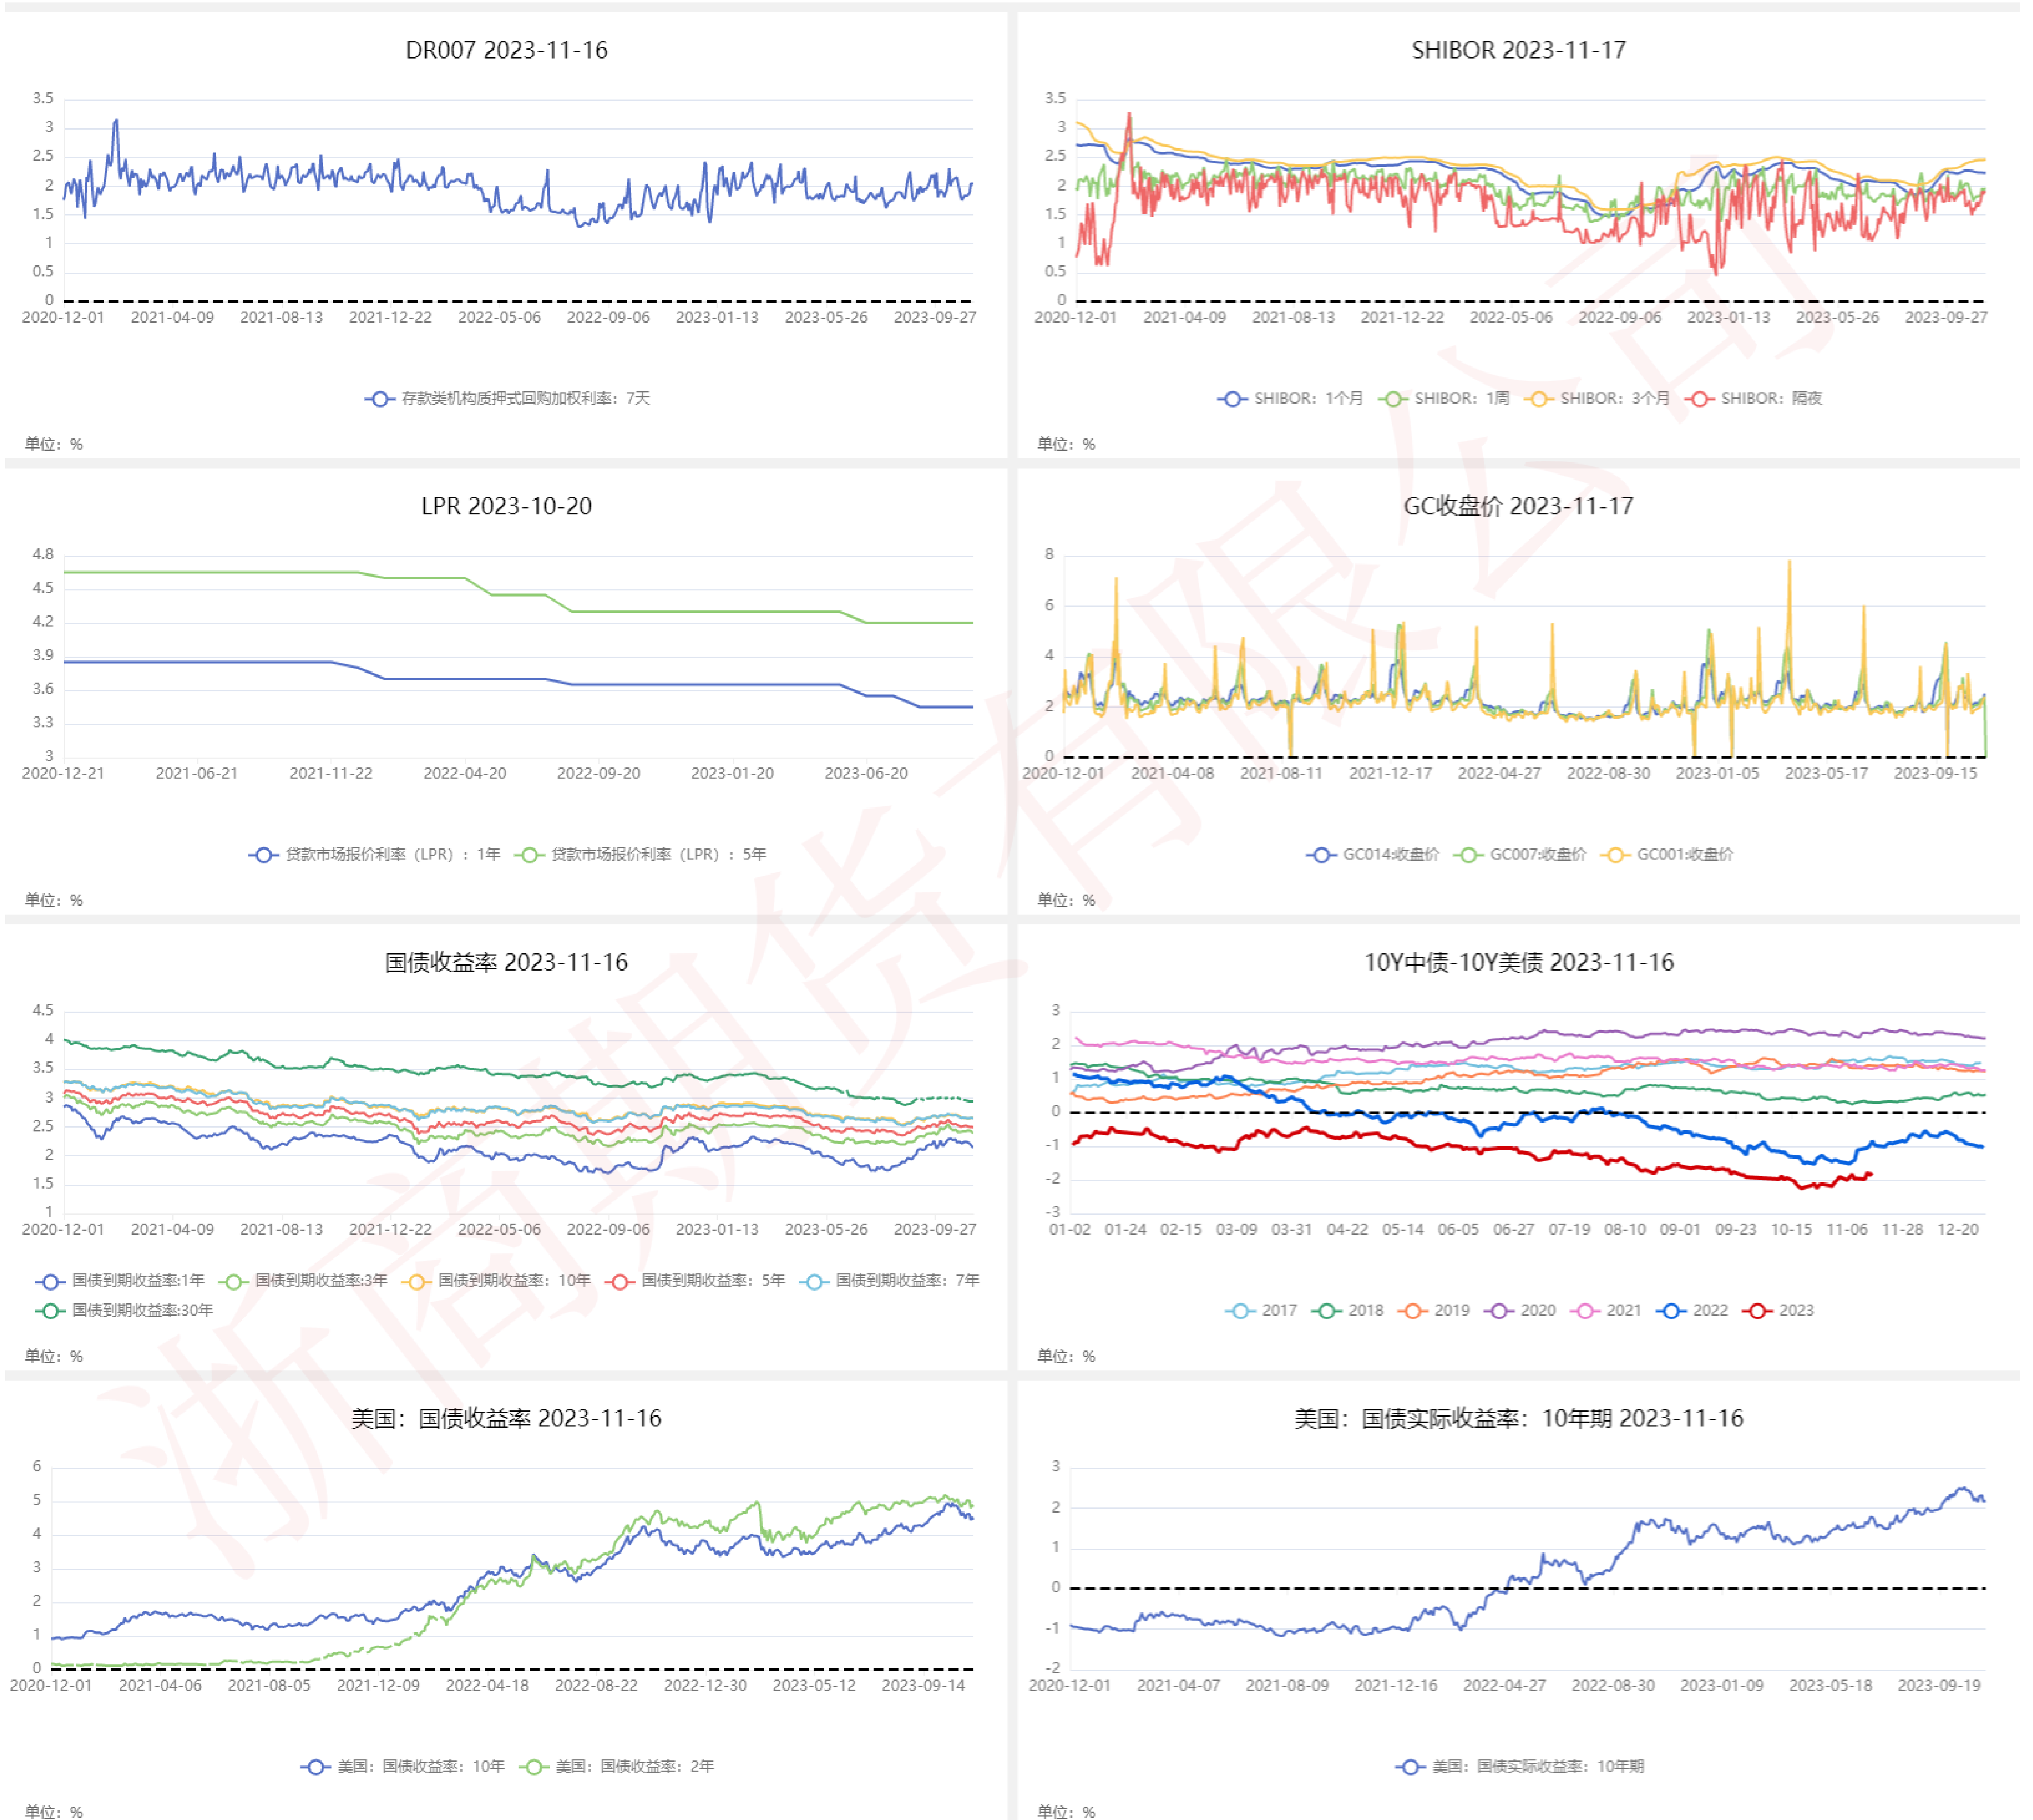 DR007 2023-11-16
3.5
3
2.5
2
1.5
1
0.5
0
2020-12-01 2021-04-09 2021-08-13 2021-12-22 2022-05-06 2022-09-06 2023-01-13 2023-05-26 2023-09-27
存款类机构质押式回购加权利率：7天
单位：%
SHIBOR 2023-11-17
3.5
3
2.5
2
1.5
1
0.5
0
2020-12-01 2021-04-09 2021-08-13 2021-12-22 2022-05-06 2022-09-06 2023-01-13 2023-05-26 2023-09-27
SHIBOR：1个月 SHIBOR：1周 SHIBOR：3个月 SHIBOR：隔夜
单位：%
LPR 2023-10-20
4.8
4.5
4.2
3.9
3.6
3.3
3
2020-12-21 2021-06-21 2021-11-22 2022-04-20 2022-09-20 2023-01-20 2023-06-20
贷款市场报价利率（LPR）：1年 贷款市场报价利率（LPR）：5年
单位：%
GC收盘价 2023-11-17
8
6
4
2
0
2020-12-01 2021-04-08 2021-08-11 2021-12-17 2022-04-27 2022-08-30 2023-01-05 2023-05-17 2023-09-15
GC014:收盘价 GC007:收盘价 GC001:收盘价
单位：%
国债收益率 2023-11-16
4.5
4
3.5
3
2.5
2
1.5
1
2020-12-01 2021-04-09 2021-08-13 2021-12-22 2022-05-06 2022-09-06 2023-01-13 2023-05-26 2023-09-27
国债到期收益率:1年 国债到期收益率:3年 国债到期收益率：10年 国债到期收益率：5年 国债到期收益率：7年
国债到期收益率:30年
单位：%
10Y中债-10Y美债 2023-11-16
3
2
1
0
-1
-2
-3
01-02 01-24 02-15 03-09 03-31 04-22 05-14 06-05 06-27 07-19 08-10 09-01 09-23 10-15 11-06 11-28 12-20
2017 2018 2019 2020 2021 2022 2023
单位：%
美国：国债收益率 2023-11-16
6
5
4
3
2
1
0
2020-12-01 2021-04-06 2021-08-05 2021-12-09 2022-04-18 2022-08-22 2022-12-30 2023-05-12 2023-09-14
美国：国债收益率：10年 美国：国债收益率：2年
单位：%
美国：国债实际收益率：10年期 2023-11-16
3
2
1
0
-1
-2
2020-12-01 2021-04-07 2021-08-09 2021-12-16 2022-04-27 2022-08-30 2023-01-09 2023-05-18 2023-09-19
美国：国债实际收益率：10年期
单位：%
浙商期货有限公司